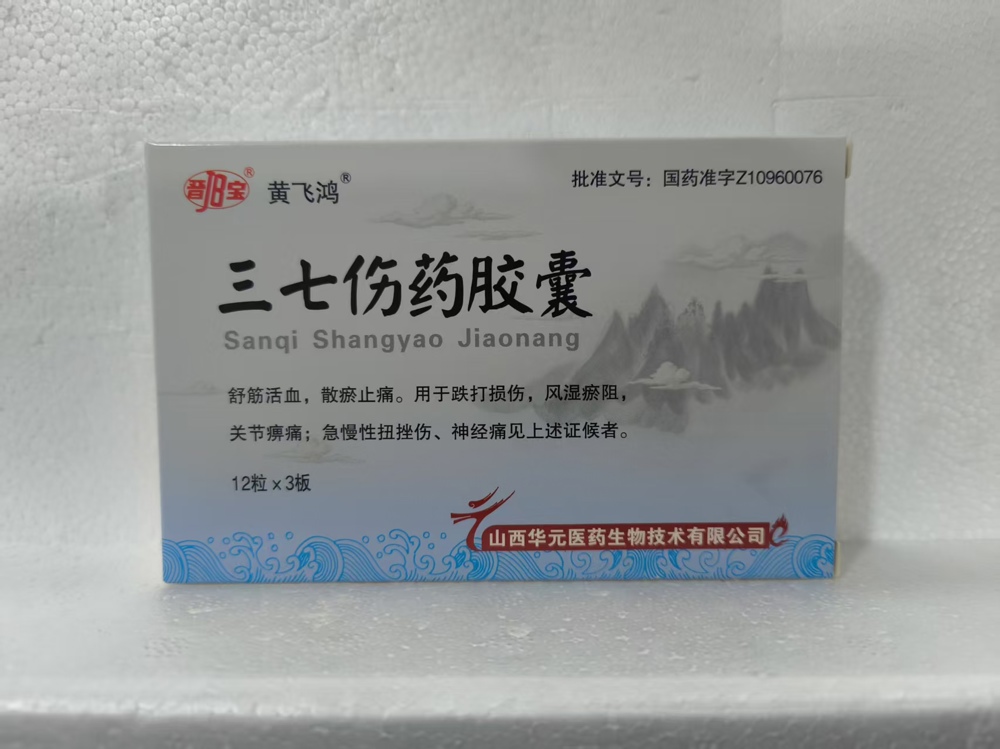 晋阳宝® 黄飞鸿®
批准文号：国药准字Z10960076
三七伤药胶囊
Sanqi Shangyao Jiaonang
舒筋活血，散瘀止痛。用于跌打损伤，风湿瘀阻，
关节痹痛；急慢性扭挫伤、神经痛见上述证候者。
12粒×3板
山西华元医药生物技术有限公司